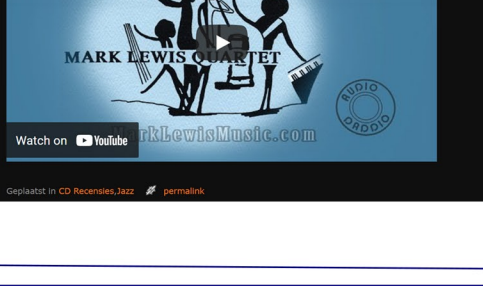 MARK LEWIS QUARTET
AUDIO
DADDIO
MarkLewisMusic.com
Watch on YouTube
Geplaatst in CD Recensies,Jazz permalink